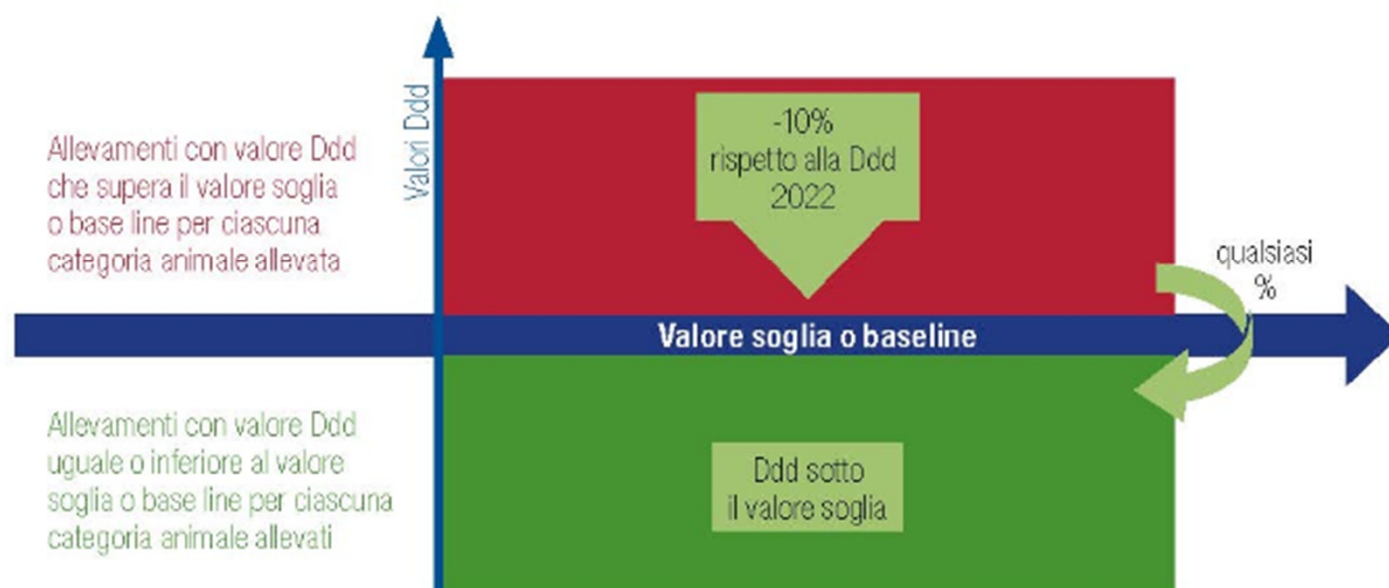 Valori Ddd
Allevamenti con valore Ddd
che supera il valore soglia
o base line per ciascuna
categoria animale allevata
-10%
rispetto alla Ddd
2022
qualsiasi
%
Valore soglia o baseline
Allevamenti con valore Ddd
uguale o inferiore al valore
soglia o base line per ciascuna
categoria animale allevati
Ddd sotto
il valore soglia